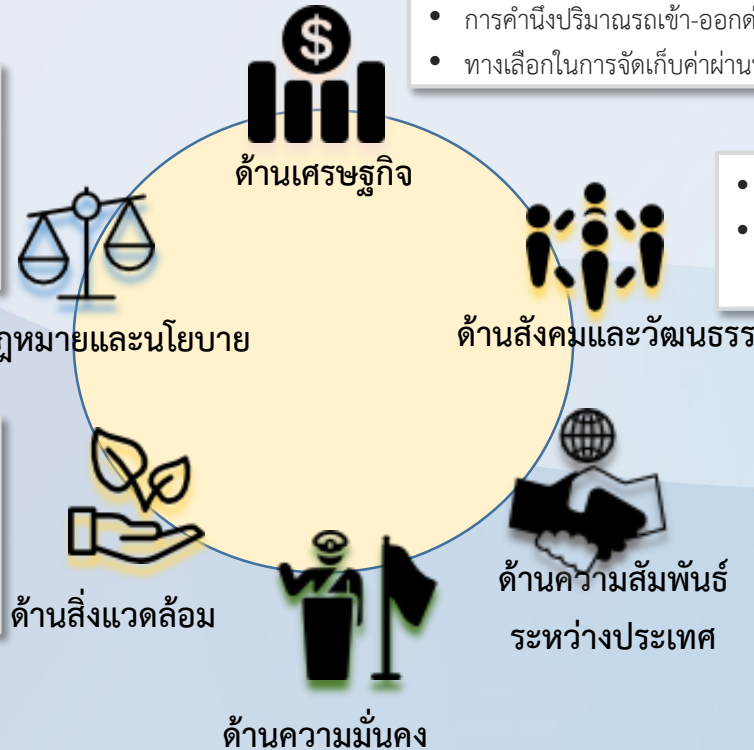 • การคำนึงปริมาณรถเข้า-ออกด่
• ทางเลือกในการจัดเก็บค่าผ่าน
$
ด้านเศรษฐกิจ
•
•
ฎหมายและนโยบาย
ด้านสังคมและวัฒนธรร
ด้านสิ่งแวดล้อม
ด้านความสัมพันธ์
ระหว่างประเทศ
ด้านความมั่นคง